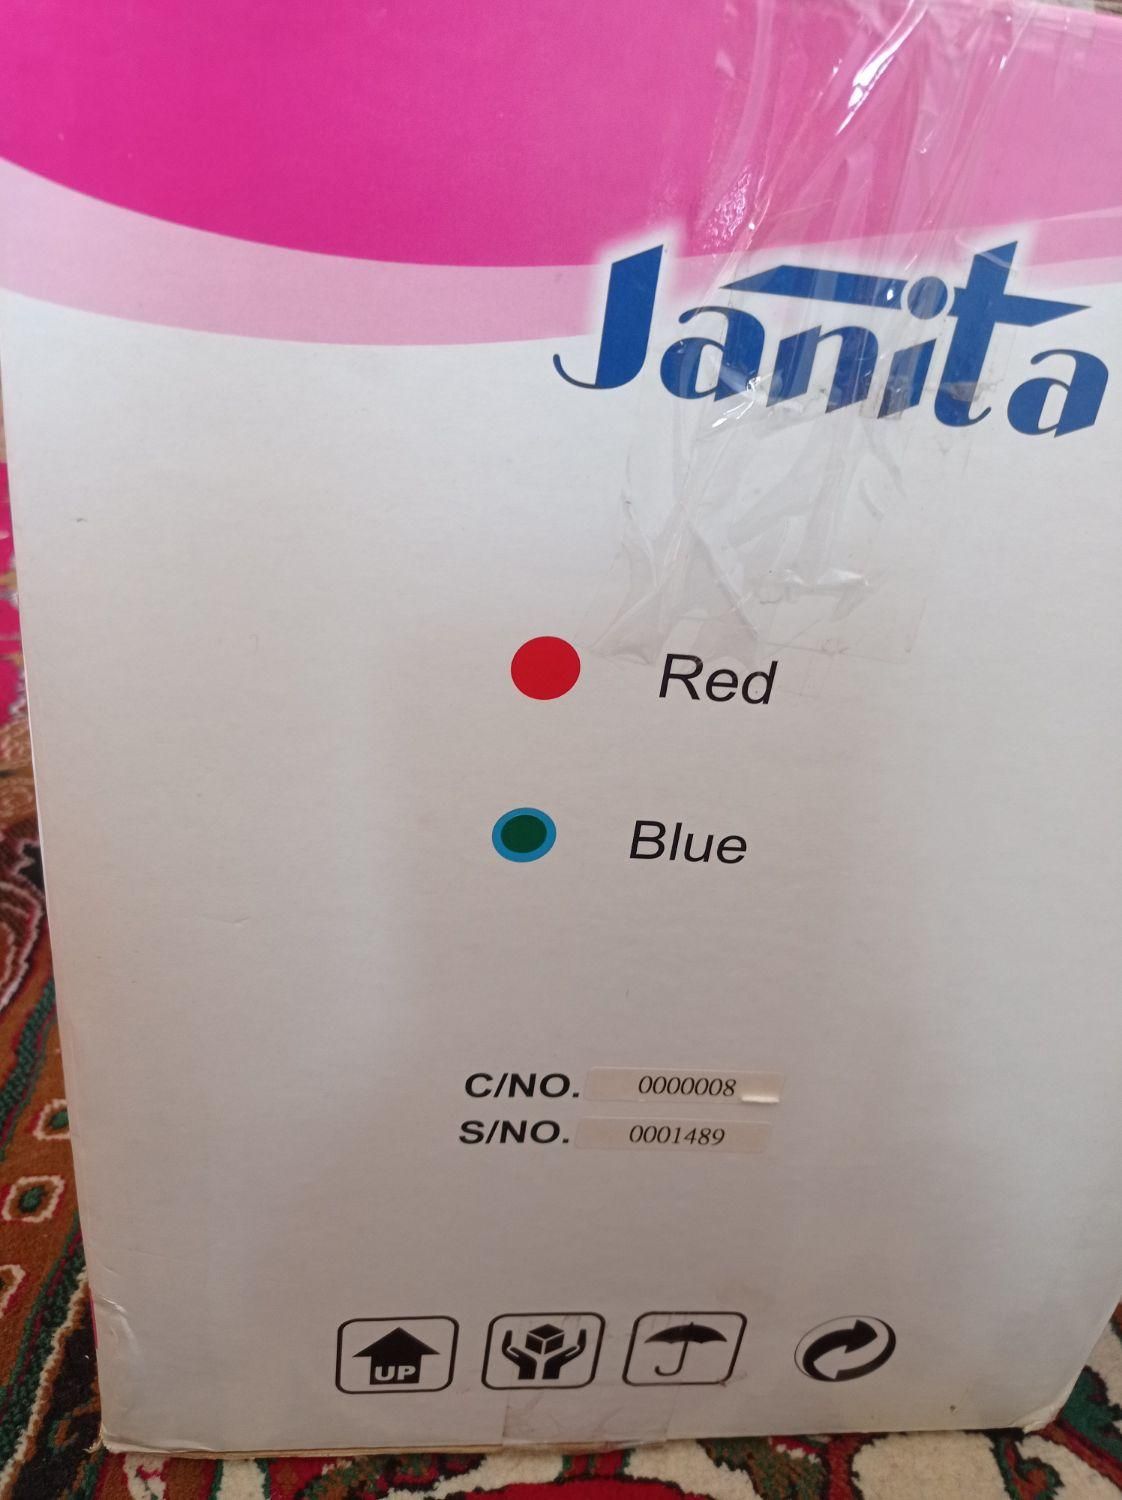 Janita
Red
Blue
C/NO. 0000008
S/NO. 0001489
UP